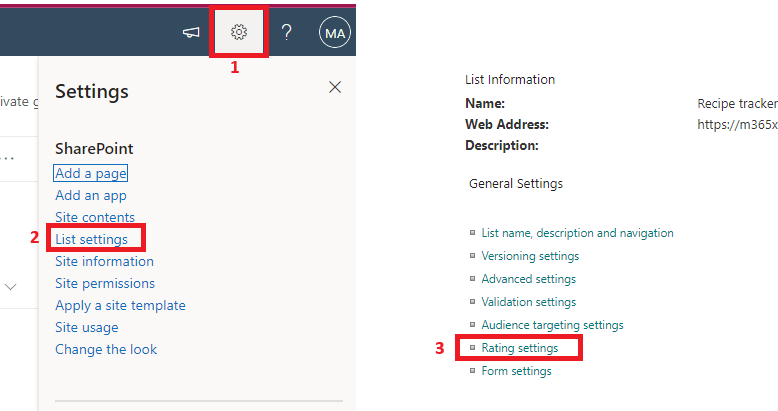 MA
1
ivate g
Settings
SharePoint
Add a page
Add an app
Site contents
2
List settings
Site information
Site permissions
Apply a site template
Site usage
Change the look
List Information
Name: Recipe tracker
Web Address: https://m365x
Description:
General Settings
List name, description and navigation
Versioning settings
Advanced settings
Validation settings
Audience targeting settings
3
Rating settings
Form settings